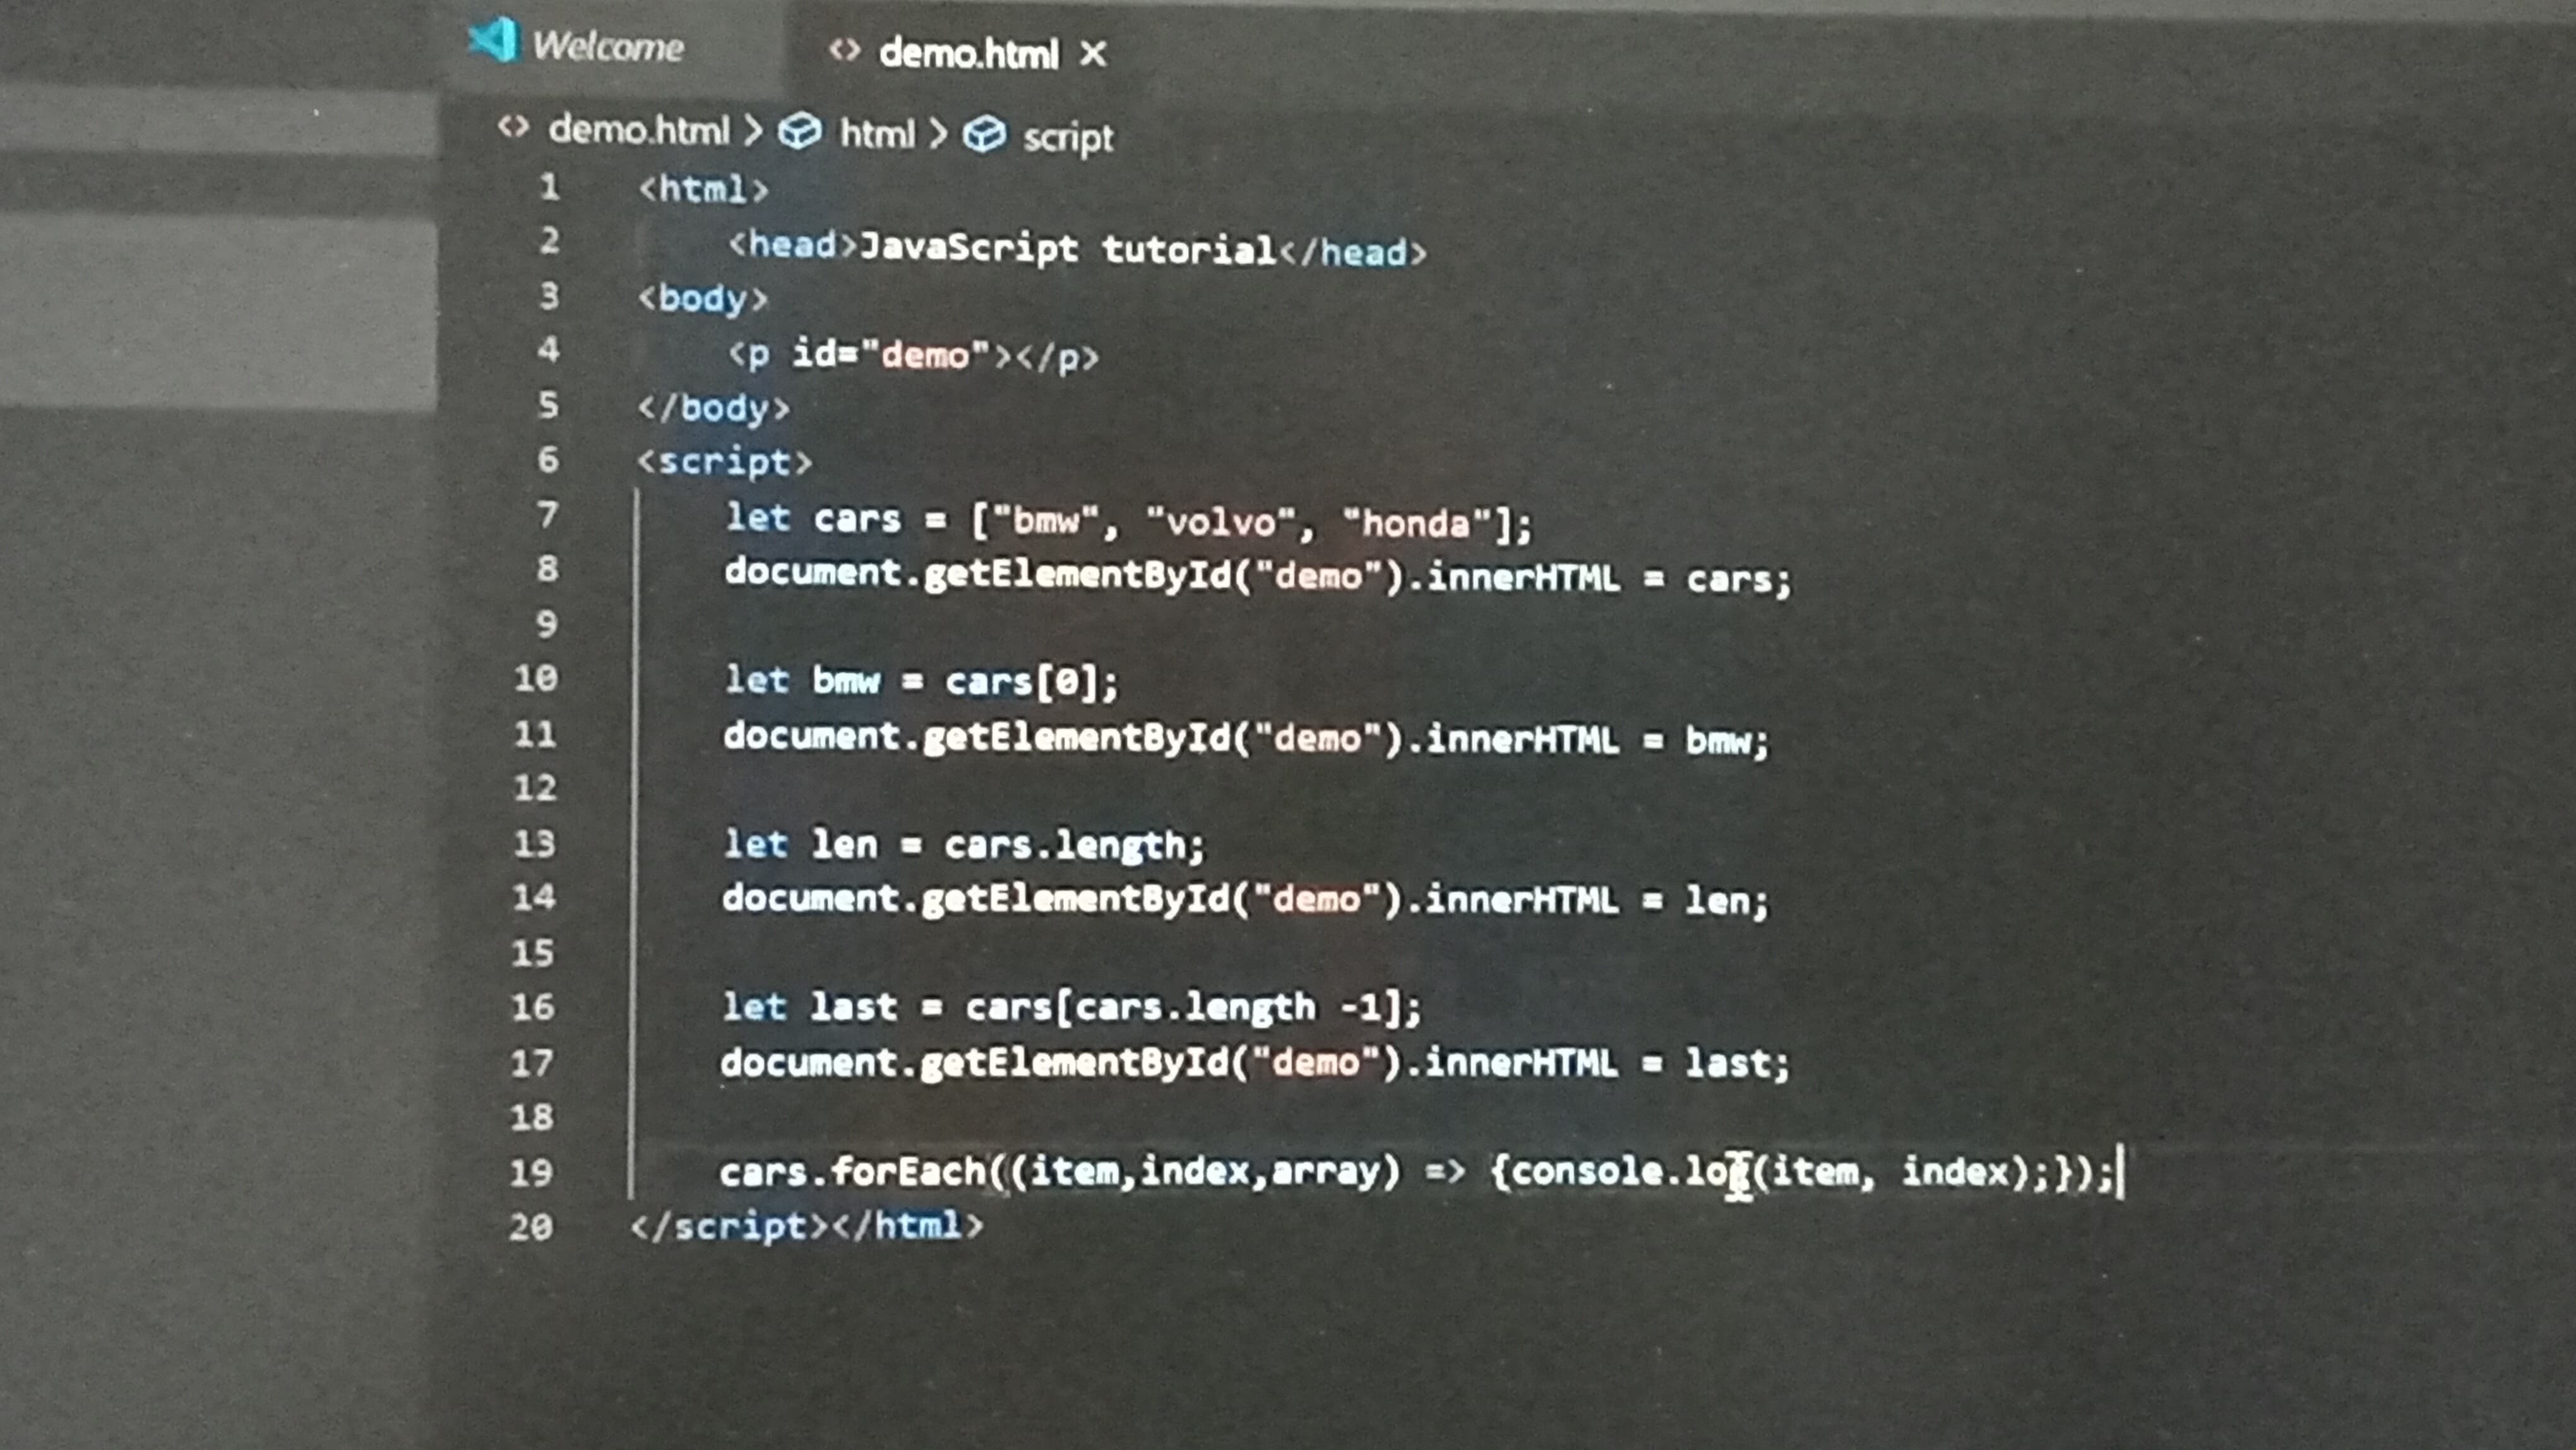 Welcome
demo.html ×
demo.html > html > script
1 <html>
2 <head>JavaScript tutorial</head>
3 <body>
4 <p id="demo"></p>
5 </body>
6 <script>
7 let cars = ["bmw", "volvo", "honda"];
8 document.getElementById("demo").innerHTML = cars;
9
10 let bmw = cars[0];
11 document.getElementById("demo").innerHTML = bmw;
12
13 let len = cars.length;
14 document.getElementById("demo").innerHTML = len;
15
16 let last = cars[cars.length -1];
17 document.getElementById("demo").innerHTML = last;
18
19 cars.forEach((item,index,array) => {console.log(item, index);});
20 </script></html>